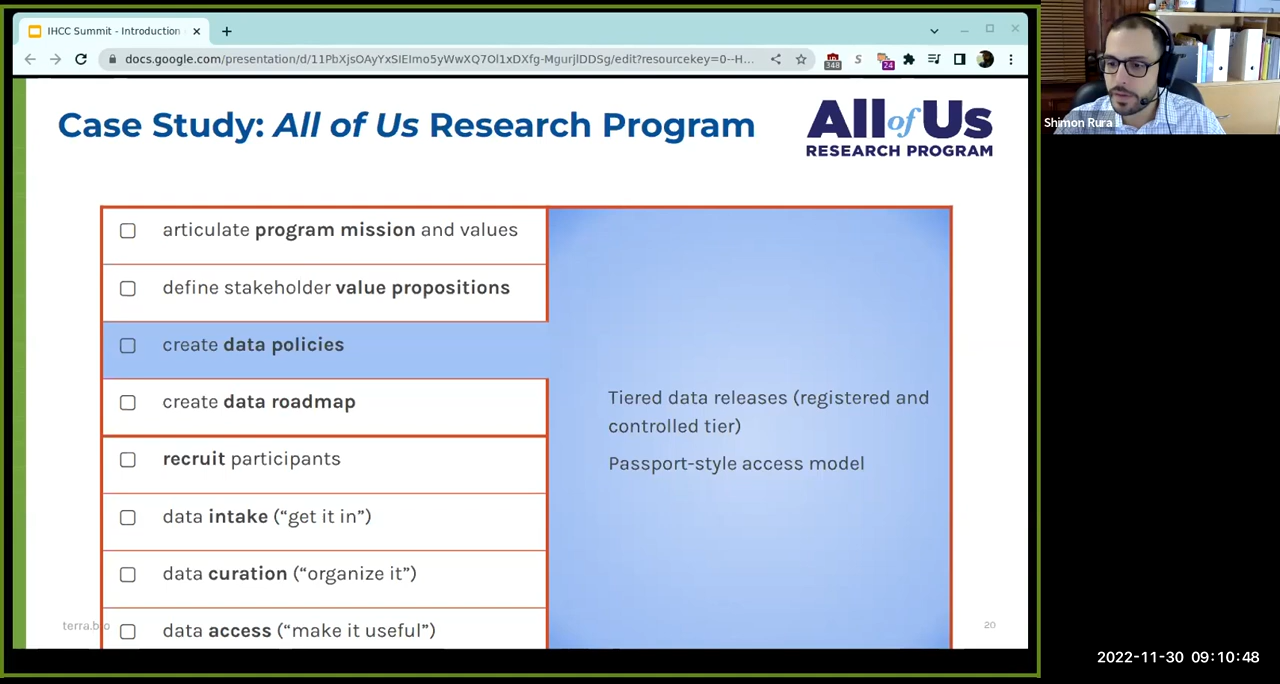 IHCC Summit - Introduction
docs.google.com/presentation/d/11PbXjsOAyYxSIEImo5yWwXQ7Ol1xDXfg-MgurjlDDSg/edit?resourcekey=0--H...
348
S
24
Shimon Rura
Case Study: All of Us Research Program
All of Us
RESEARCH PROGRAM
articulate program mission and values
define stakeholder value propositions
create data policies
create data roadmap
recruit participants
data intake (“get it in”)
data curation (“organize it”)
data access (“make it useful”)
Tiered data releases (registered and
controlled tier)
Passport-style access model
terra.bio
20
2022-11-30 09:10:48